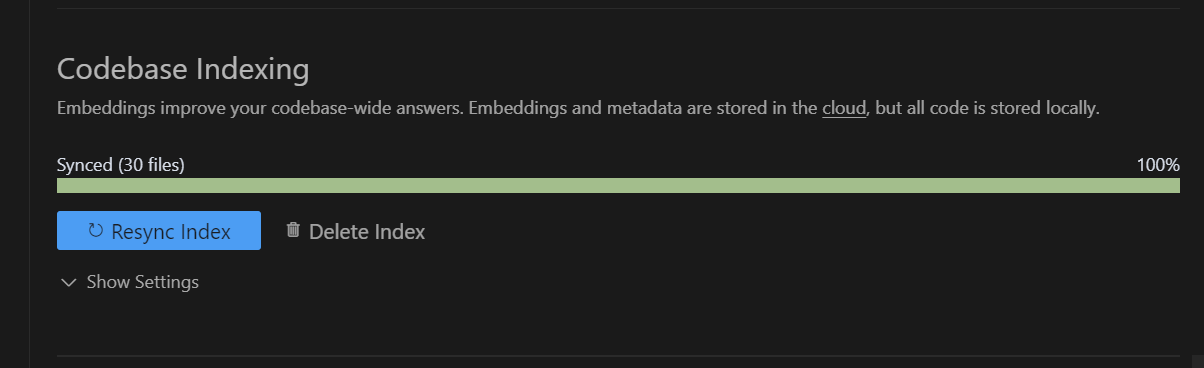 Codebase Indexing
Embeddings improve your codebase-wide answers. Embeddings and metadata are stored in the cloud, but all code is stored locally.
Synced (30 files) 100%
Resync Index Delete Index
Show Settings